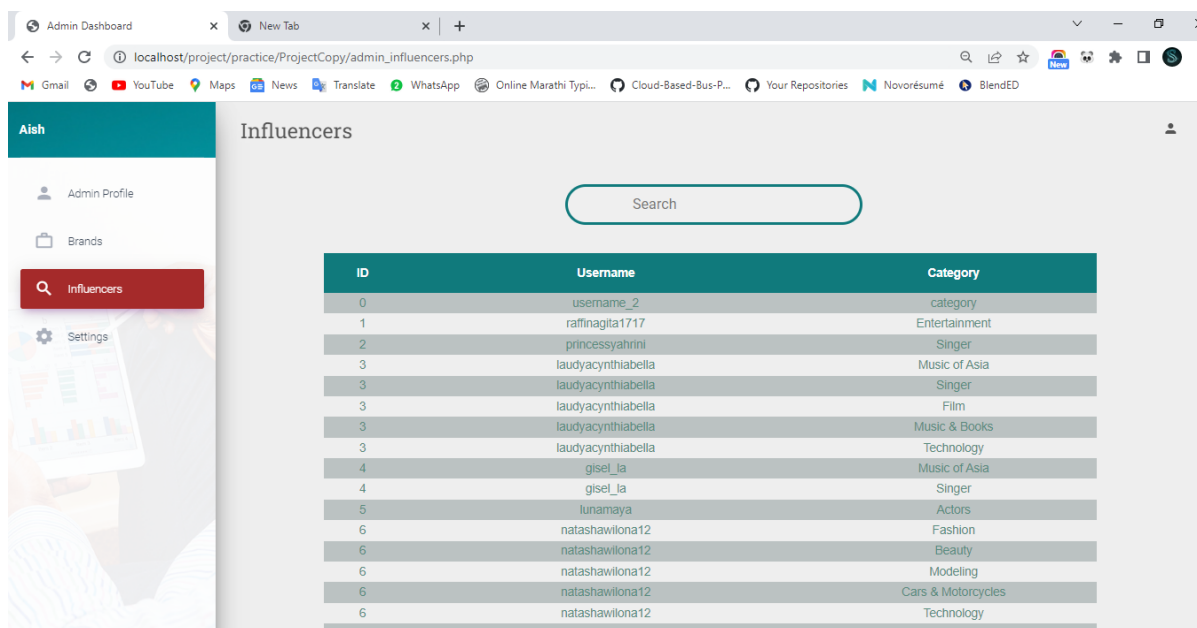 Admin Dashboard New Tab
localhost/project/practice/ProjectCopy/admin_influencers.php New S
Gmail YouTube Maps GE News Translate 2 WhatsApp Online Marathi Typi... Cloud-Based-Bus-P... Your Repositories N Novorésumé BlendED
Aish
Admin Profile
Brands
Influencers
Settings
Influencers
Search
ID Username Category
0 username_2 category
1 raffinagita1717 Entertainment
2 princessyahrini Singer
3 laudyacynthiabella Music of Asia
3 laudyacynthiabella Singer
3 laudyacynthiabella Film
3 laudyacynthiabella Music & Books
3 laudyacynthiabella Technology
4 gisel_la Music of Asia
4 gisel_la Singer
5 lunamaya Actors
6 natashawilona12 Fashion
6 natashawilona12 Beauty
6 natashawilona12 Modeling
6 natashawilona12 Cars & Motorcycles
6 natashawilona12 Technology